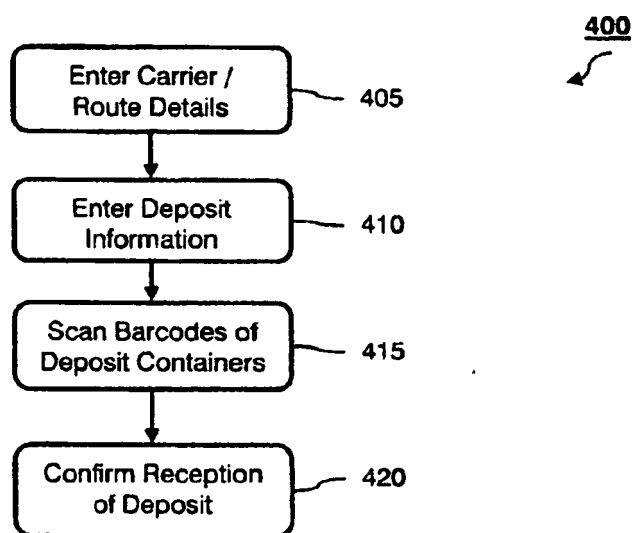 400
Enter Carrier /
Route Details
405
Enter Deposit
Information
410
Scan Barcodes of
Deposit Containers
415
Confirm Reception
of Deposit
420